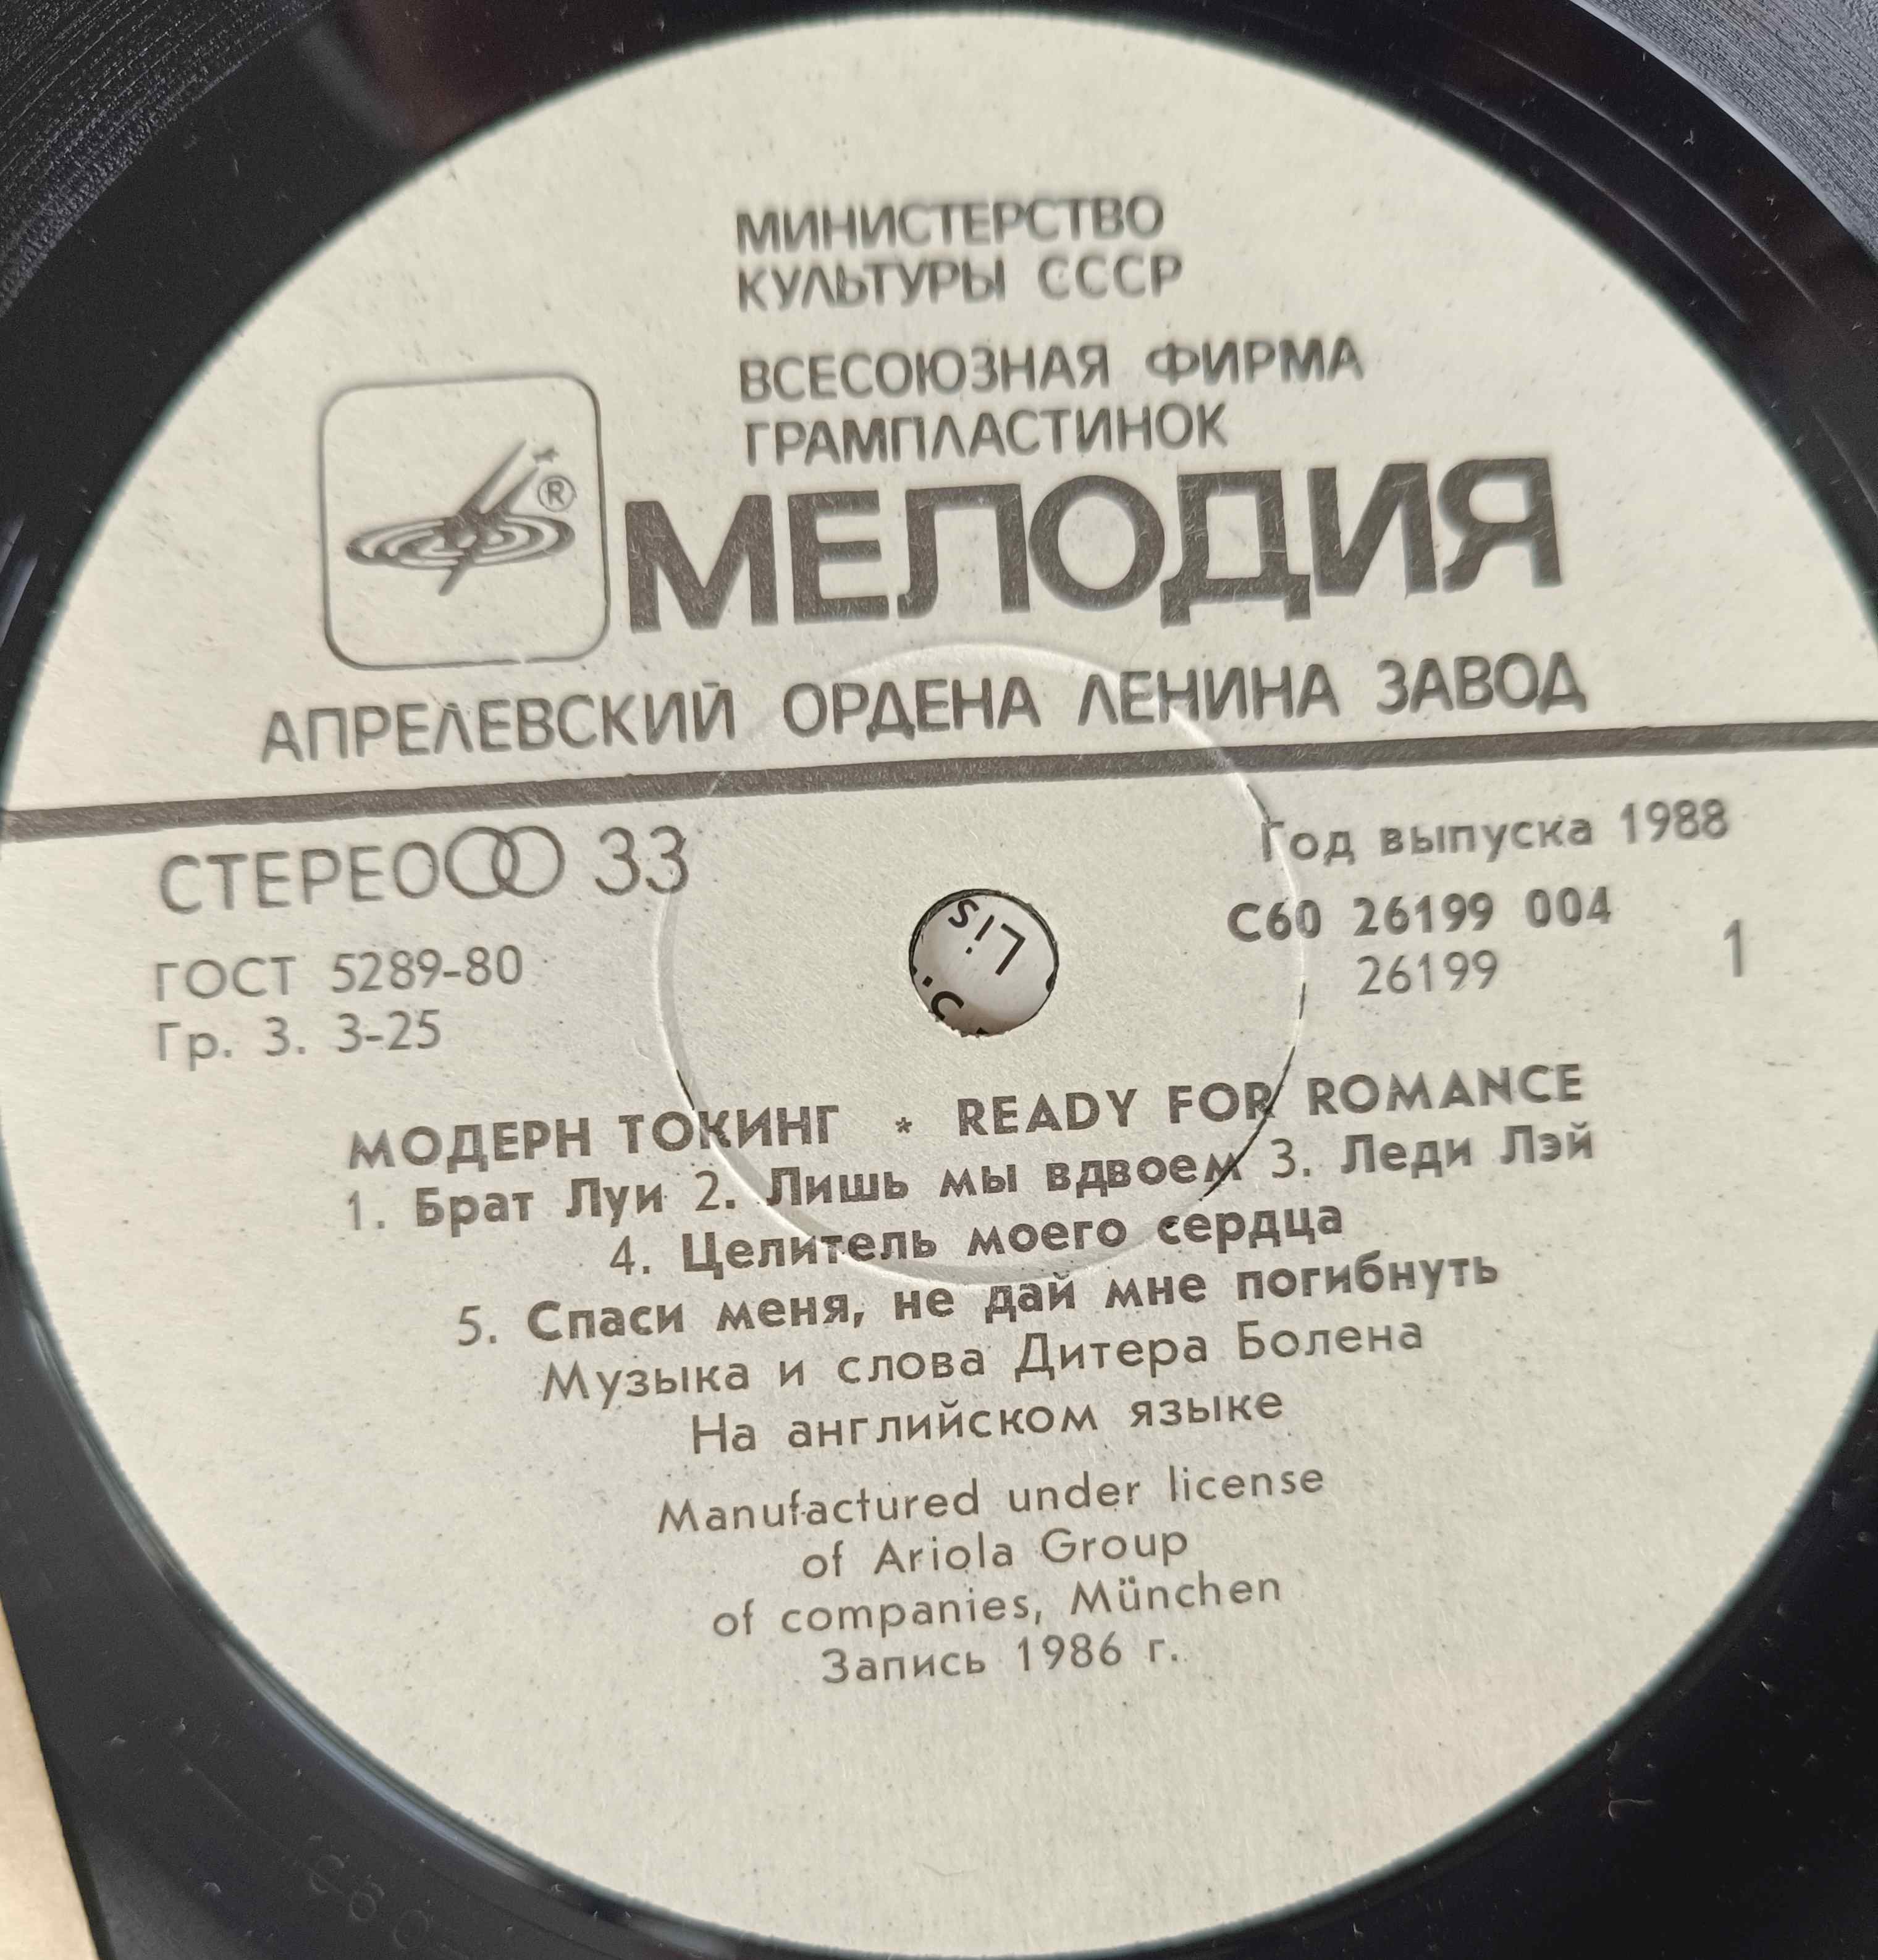 МИНИСТЕРСТВО
КУЛЬТУРЫ СССР
ВСЕСОЮЗНАЯ ФИРМА
ГРАМПЛАСТИНОК
®
МЕЛОДИЯ
АПРЕЛЕВСКИЙ ОРДЕНА ЛЕНИНА ЗАВОД
СТЕРЕО 33
ГОСТ 5289-80
Гр. 3. 3-25
Год выпуска 1988
С60 26199 004
26199
1
Lis
МОДЕРН ТОКИНГ * READY FOR ROMANCE
1. Брат Луи 2. Лишь мы вдвоем 3. Леди Лэй
4. Целитель моего сердца
5. Спаси меня, не дай мне погибнуть
Музыка и слова Дитера Болена
На английском языке
Manufactured under license
of Ariola Group
of companies, München
Запись 1986 г.